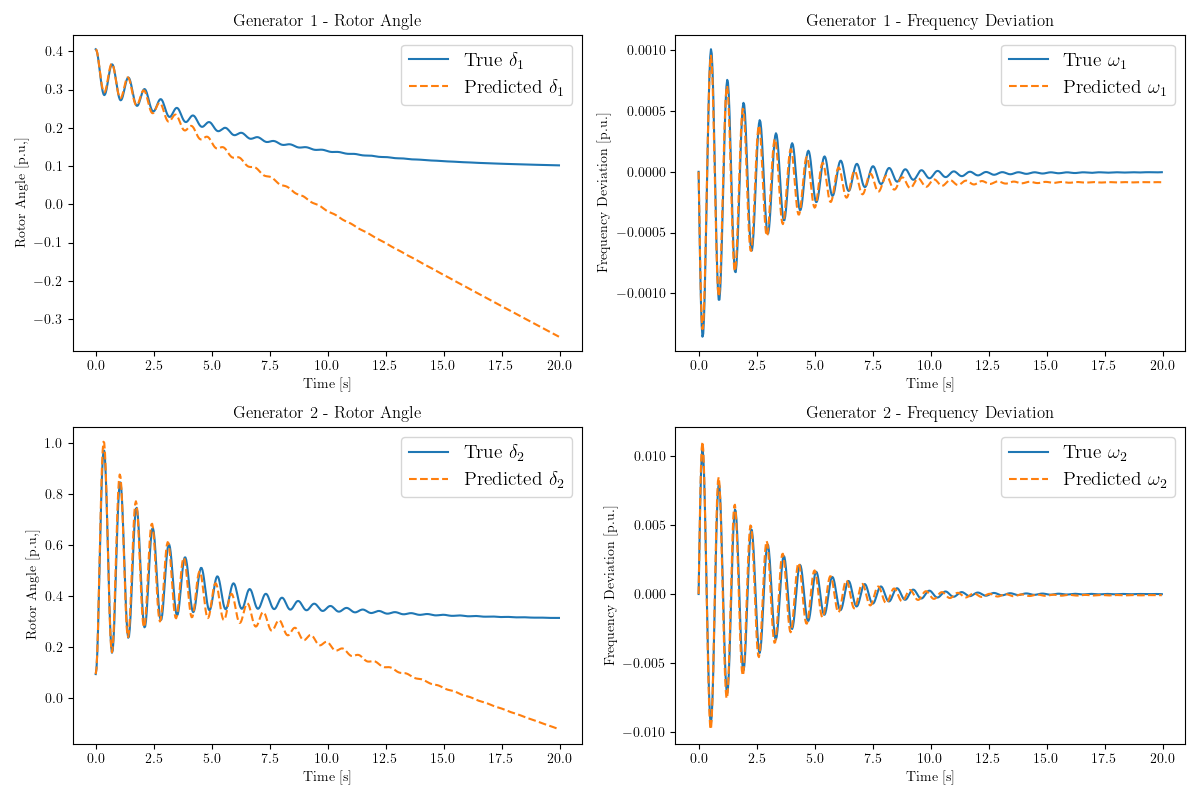 Generator 1 - Rotor Angle
True δ₁
Predicted δ₁
Rotor Angle [p.u,]
0.4
0.3
0.2
0.1
0.0
−0.1
−0.2
−0.3
0.0 2.5 5.0 7.5 10.0 12.5 15.0 17.5 20.0
Time [s]
Generator 1 - Frequency Deviation
True ω₁
Predicted ω₁
Frequency Deviation [p.u.]
0.0010
0.0005
0.0000
−0.0005
−0.0010
0.0 2.5 5.0 7.5 10.0 12.5 15.0 17.5 20.0
Time [s]
Generator 2 - Rotor Angle
True δ₂
Predicted δ₂
Rotor Angle [p.u,]
1.0
0.8
0.6
0.4
0.2
0.0
0.0 2.5 5.0 7.5 10.0 12.5 15.0 17.5 20.0
Time [s]
Generator 2 - Frequency Deviation
True ω₂
Predicted ω₂
Frequency Deviation [p.u.]
0.010
0.005
0.000
−0.005
−0.010
0.0 2.5 5.0 7.5 10.0 12.5 15.0 17.5 20.0
Time [s]